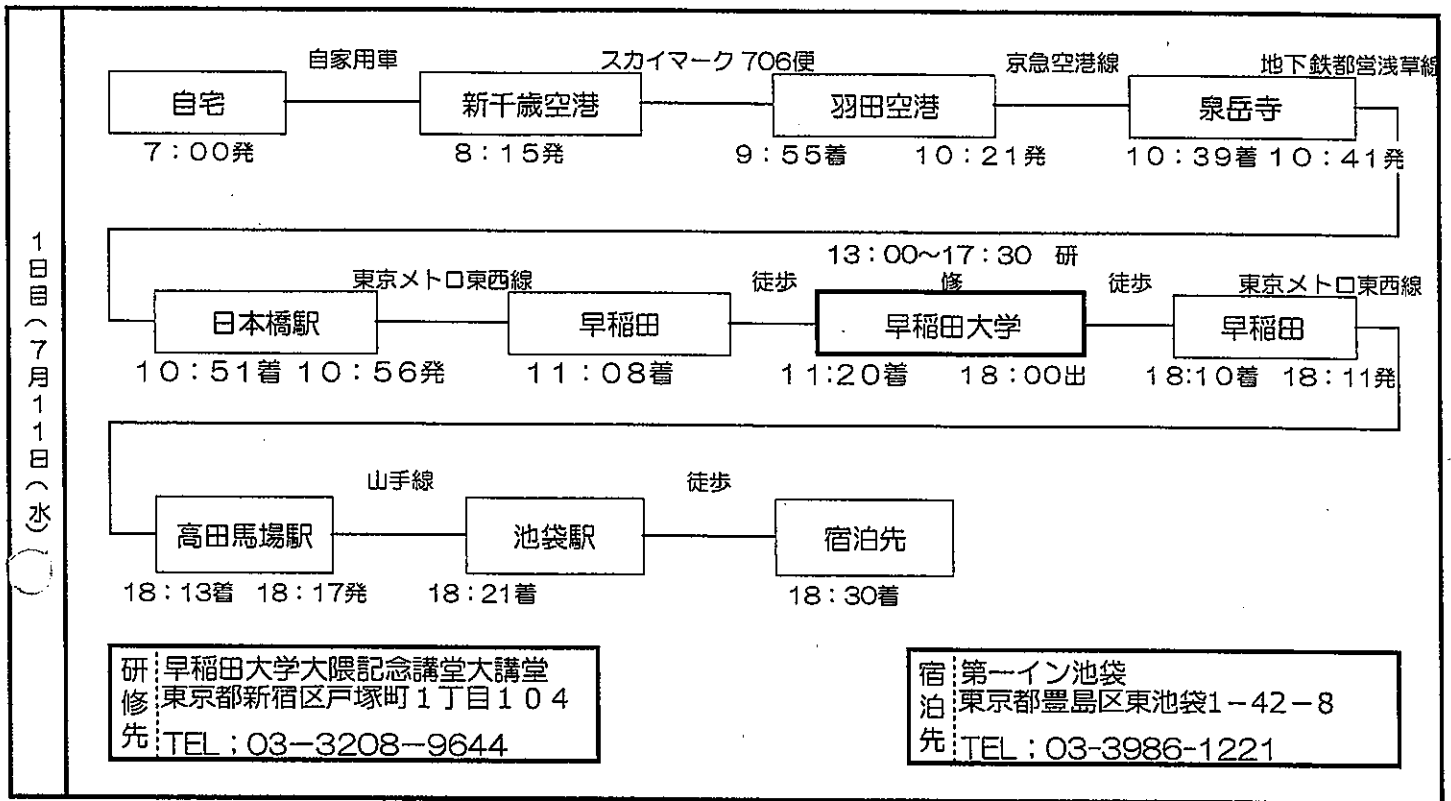 1日目(7月11日(水)
自家用車 スカイマーク706便 京急空港線 地下鉄都営浅草線
自宅 新千歳空港 羽田空港 泉岳寺
7:00発 8:15発 9:55着 10:21発 10:39着 10:41発
13:00~17:30 研
東京メトロ東西線 徒歩 修 徒歩 東京メトロ東西線
日本橋駅 早稲田 早稲田大学 早稲田
10:51着 10:56発 11:08着 11:20着 18:00出 18:10着 18:11発
山手線 徒歩
高田馬場駅 池袋駅 宿泊先
18:13着 18:17発 18:21着 18:30着
研修先
早稲田大学大隈記念講堂大講堂
東京都新宿区戸塚町1丁目104
TEL;03-3208-9644
宿泊先
第一イン池袋
東京都豊島区東池袋1-42-8
TEL;03-3986-1221